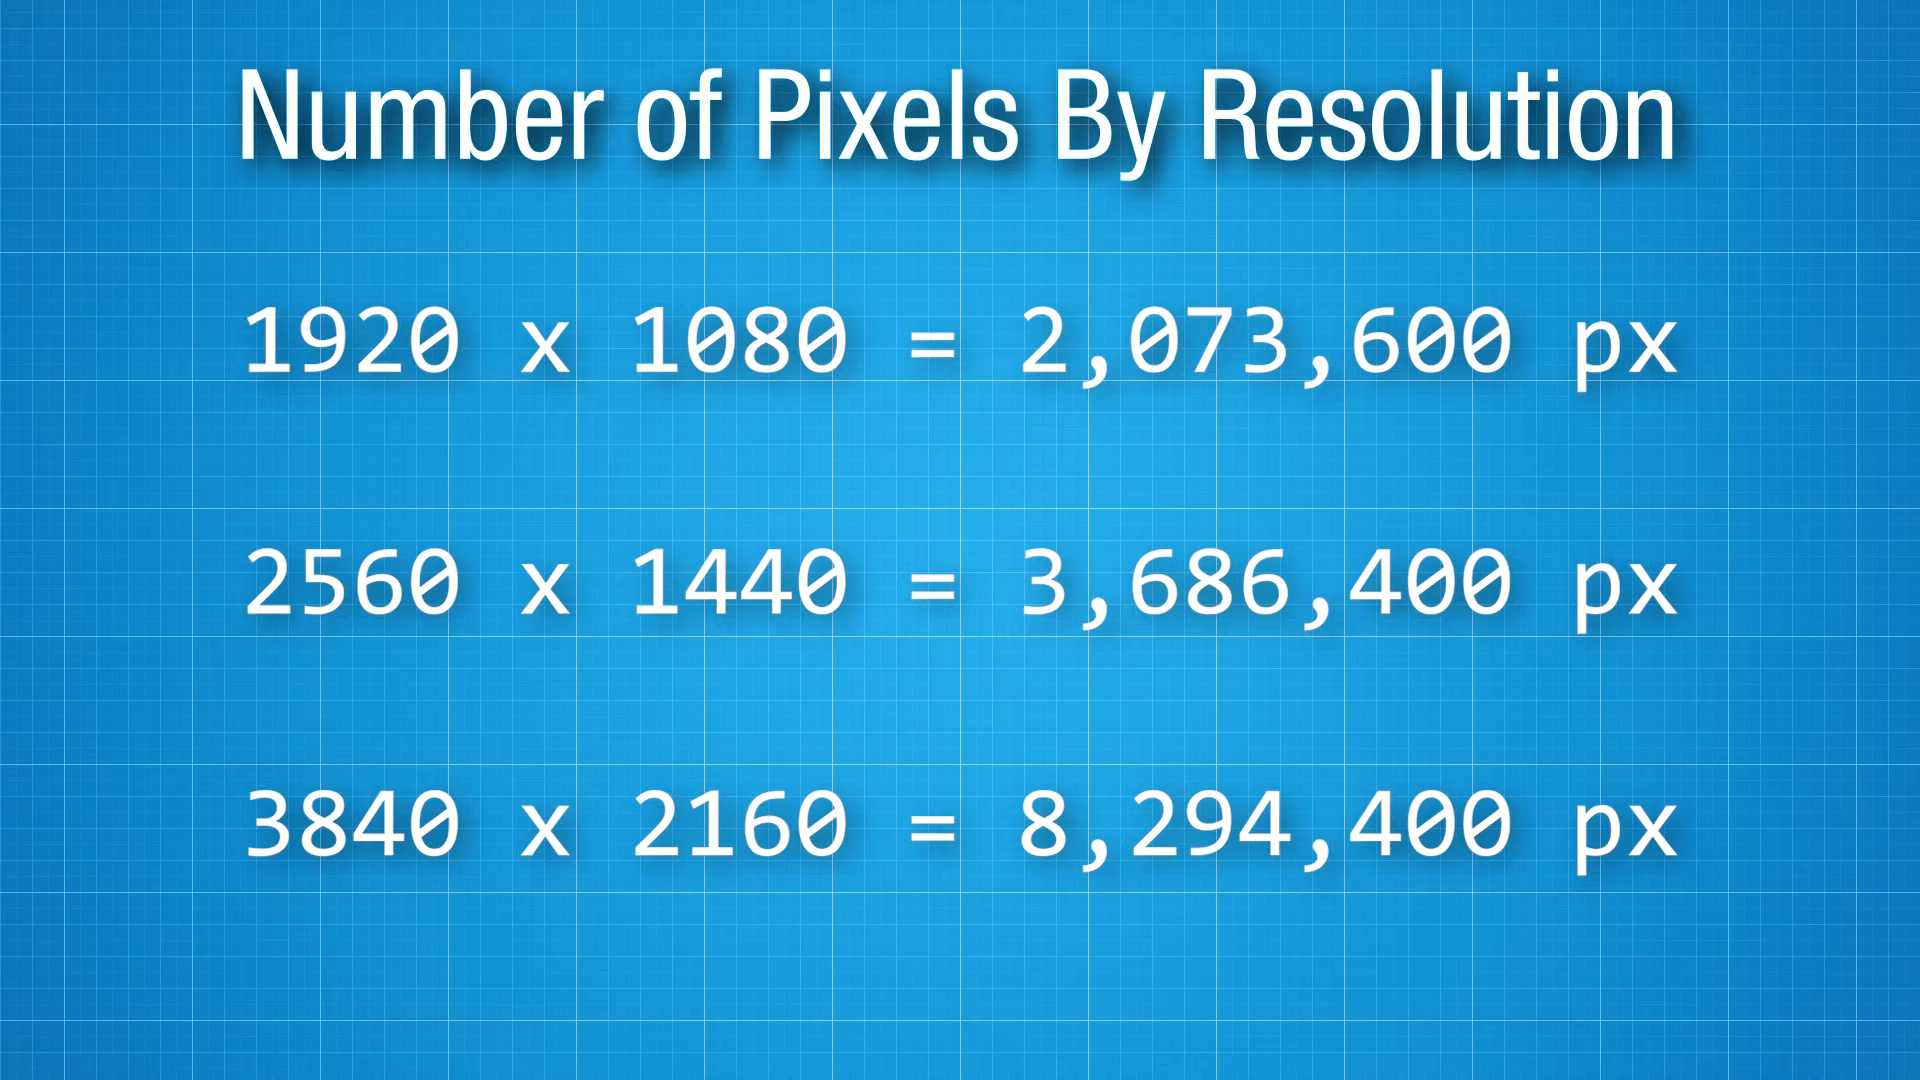 Number of Pixels By Resolution
1920 x 1080 = 2,073,600 px
2560 x 1440 = 3,686,400 px
3840 x 2160 = 8,294,400 px